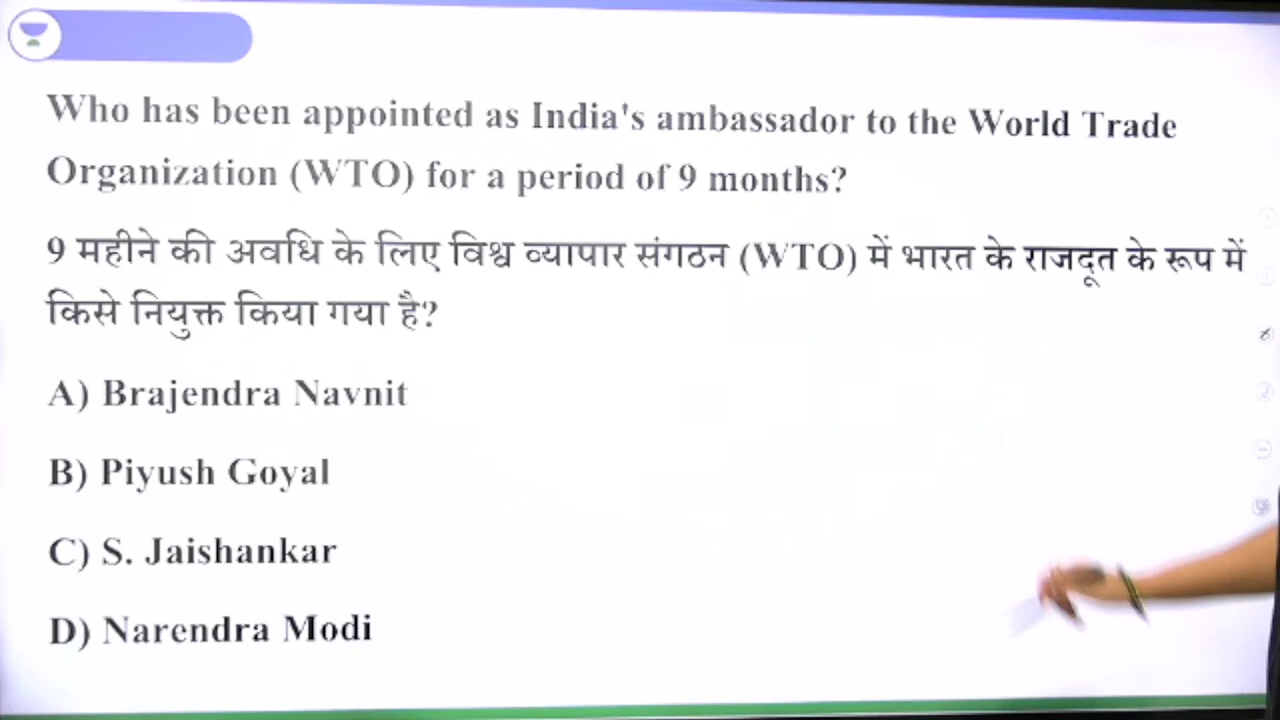 Who has been appointed as India's ambassador to the World Trade
Organization (WTO) for a period of 9 months?
9 महीने की अवधि के लिए विश्व व्यापार संगठन (WTO) में भारत के राजदूत के रूप में
किसे नियुक्त किया गया है?
A) Brajendra Navnit
B) Piyush Goyal
C) S. Jaishankar
D) Narendra Modi